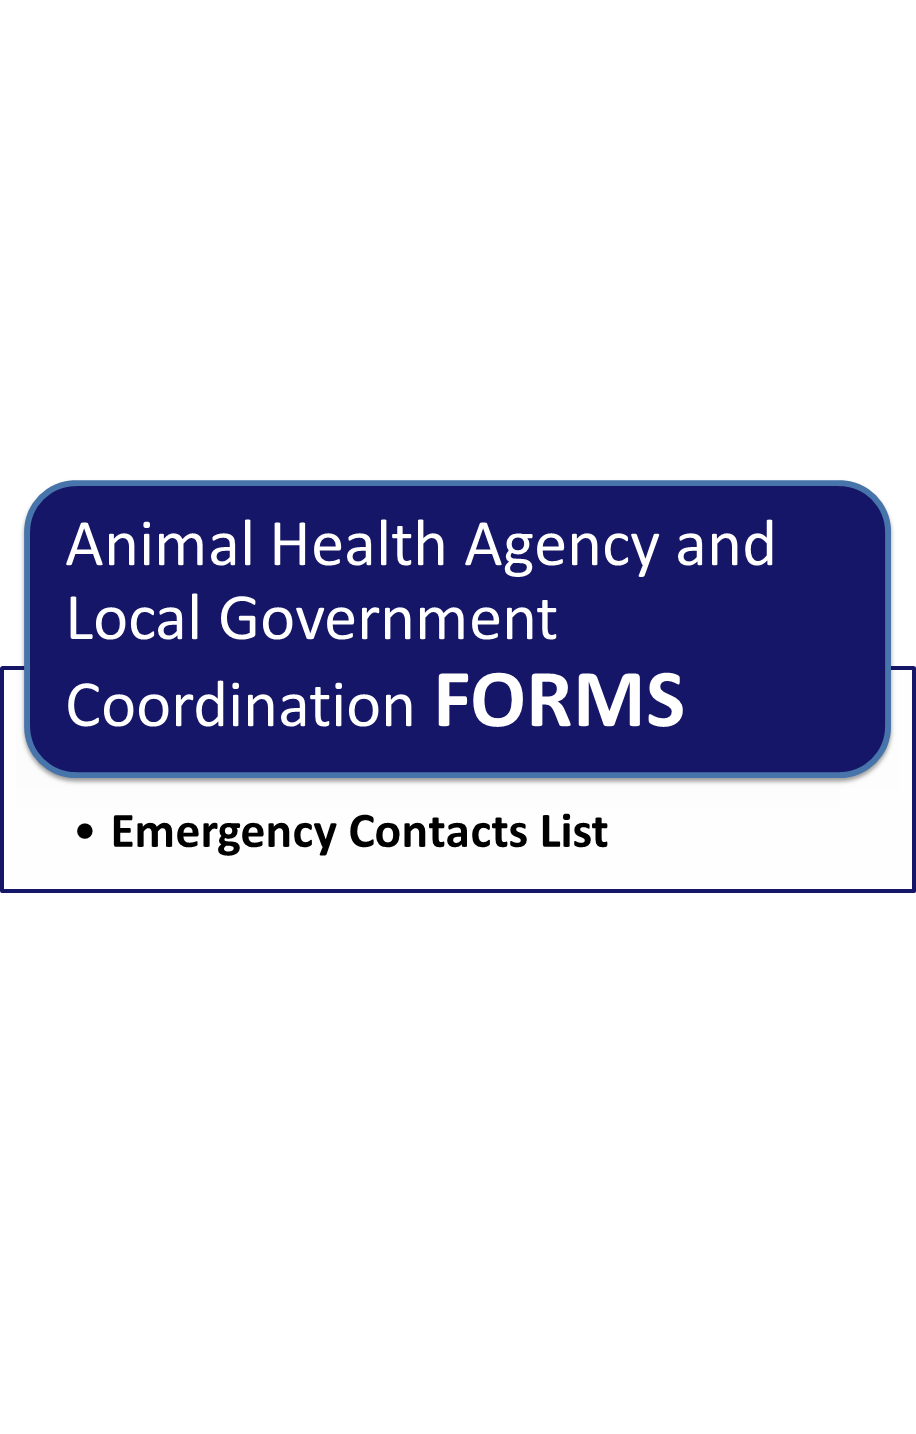 Animal Health Agency and
Local Government
Coordination FORMS
• Emergency Contacts List